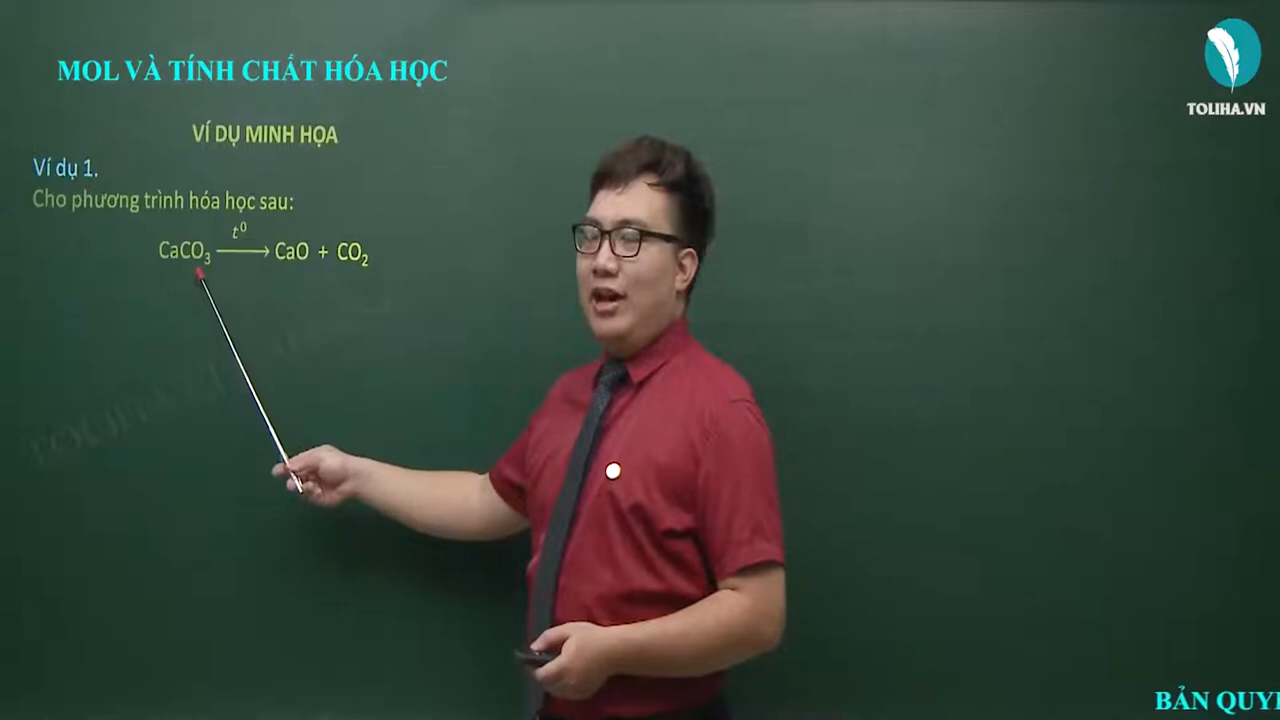 MOL VÀ TÍNH CHẤT HÓA HỌC
TOLIHA.VN
VÍ DỤ MINH HỌA
Ví dụ 1.
Cho phương trình hóa học sau:
CaCO₃ —t⁰→ CaO + CO₂
BẢN